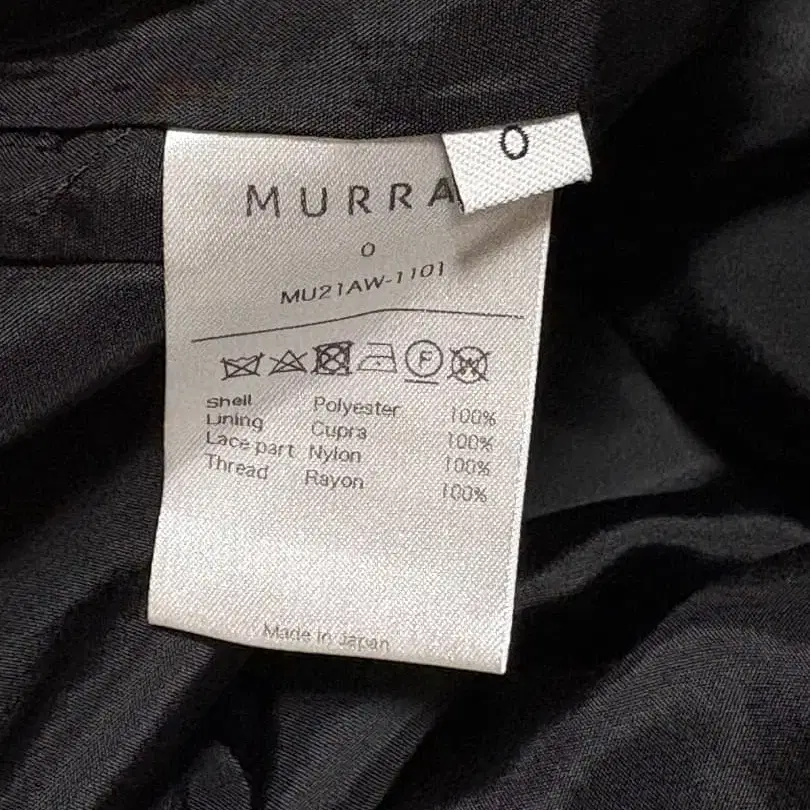 0
MURRA
0
MU21AW-1101
F
W
Shell Polyester 100%
Lining Cupra 100%
Lace part Nylon 100%
Thread Rayon 100%
Made in Japan